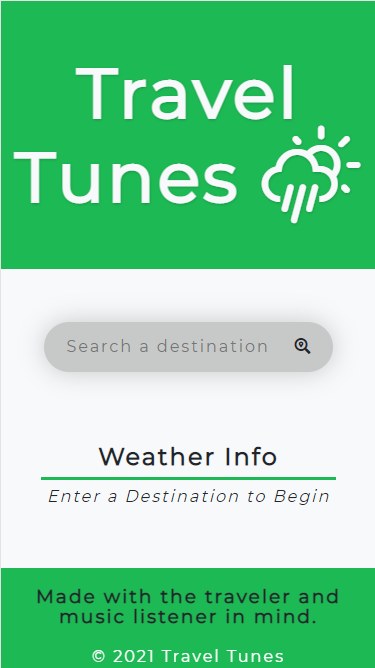 Travel
Tunes
Search a destination
Weather Info
Enter a Destination to Begin
Made with the traveler and
music listener in mind.
© 2021 Travel Tunes